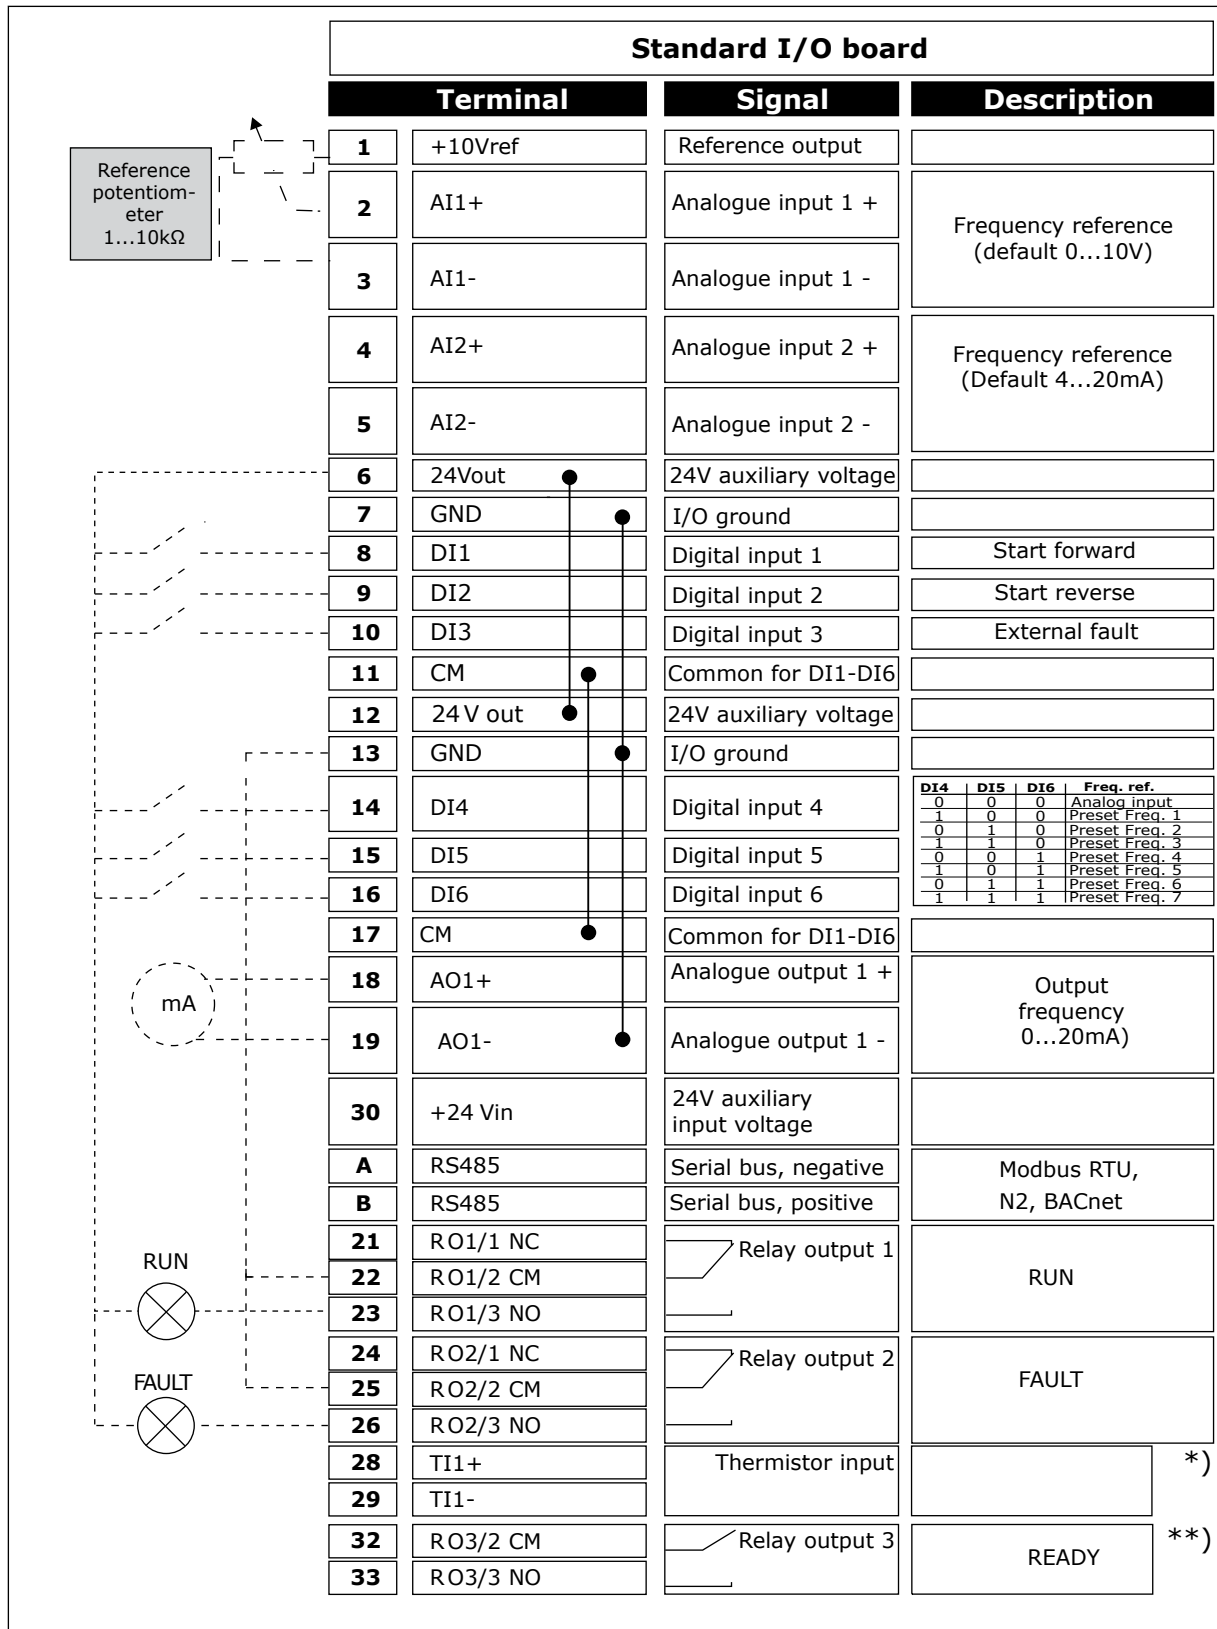 Standard I/O board
Terminal Signal Description
Reference
potentiom-
eter
1...10kΩ
1 +10Vref Reference output
2 AI1+ Analogue input 1 +
Frequency reference
(default 0...10V)
3 AI1- Analogue input 1 -
4 AI2+ Analogue input 2 +
Frequency reference
(Default 4...20mA)
5 AI2- Analogue input 2 -
6 24Vout 24V auxiliary voltage
7 GND I/O ground
8 DI1 Digital input 1 Start forward
9 DI2 Digital input 2 Start reverse
10 DI3 Digital input 3 External fault
11 CM Common for DI1-DI6
12 24V out 24V auxiliary voltage
13 GND I/O ground
14 DI4 Digital input 4
DI4 DI5 DI6 Freq. ref.
0 0 0 Analog input
1 0 0 Preset Freq. 1
0 1 0 Preset Freq. 2
1 1 0 Preset Freq. 3
0 0 1 Preset Freq. 4
1 0 1 Preset Freq. 5
0 1 1 Preset Freq. 6
1 1 1 Preset Freq. 7
15 DI5 Digital input 5
16 DI6 Digital input 6
17 CM Common for DI1-DI6
mA
18 AO1+ Analogue output 1 +
Output
frequency
0...20mA)
19 AO1- Analogue output 1 -
30 +24 Vin 24V auxiliary
input voltage
A RS485 Serial bus, negative
Modbus RTU,
N2, BACnet
B RS485 Serial bus, positive
21 RO1/1 NC Relay output 1
RUN
22 RO1/2 CM RUN
23 RO1/3 NO
24 RO2/1 NC Relay output 2
FAULT
25 RO2/2 CM FAULT
26 RO2/3 NO
28 TI1+ Thermistor input *)
29 TI1-
32 RO3/2 CM Relay output 3 READY **)
33 RO3/3 NO